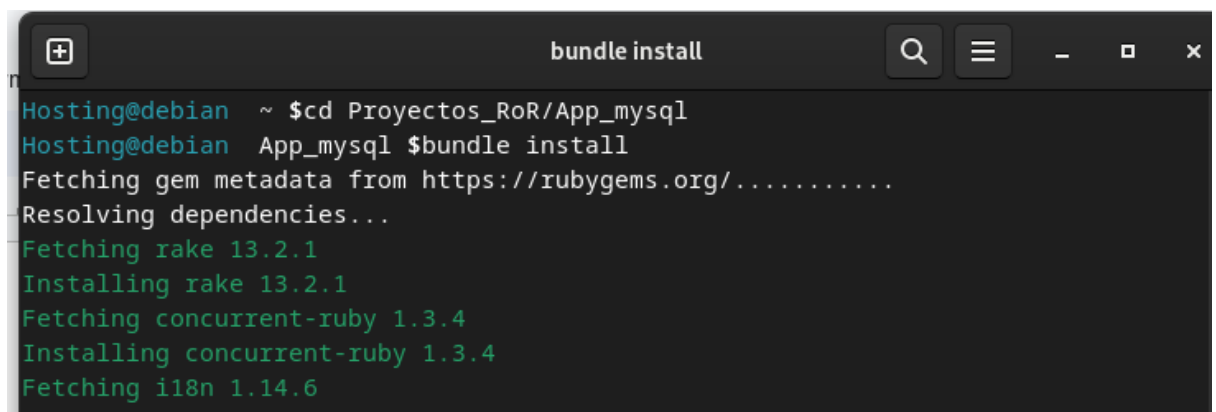 bundle install
Hosting@debian  ~ $cd Proyectos_RoR/App_mysql
Hosting@debian  App_mysql $bundle install
Fetching gem metadata from https://rubygems.org/...........
Resolving dependencies...
Fetching rake 13.2.1
Installing rake 13.2.1
Fetching concurrent-ruby 1.3.4
Installing concurrent-ruby 1.3.4
Fetching i18n 1.14.6